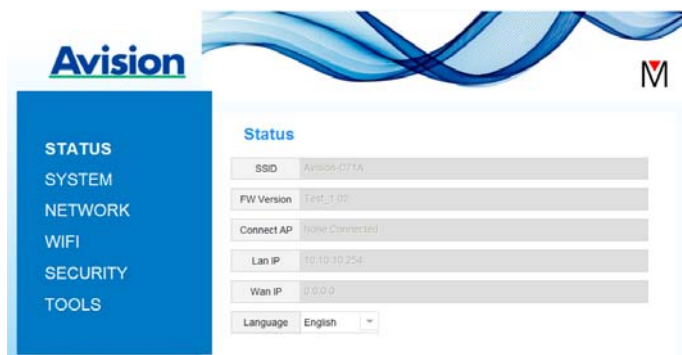 Avision
STATUS
SYSTEM
NETWORK
WIFI
SECURITY
TOOLS
Status
SSID Avision-C71A
FW Version Test_1.02
Connect AP None Connected
Lan IP 10.10.10.254
Wan IP 0.0.0.0
Language English